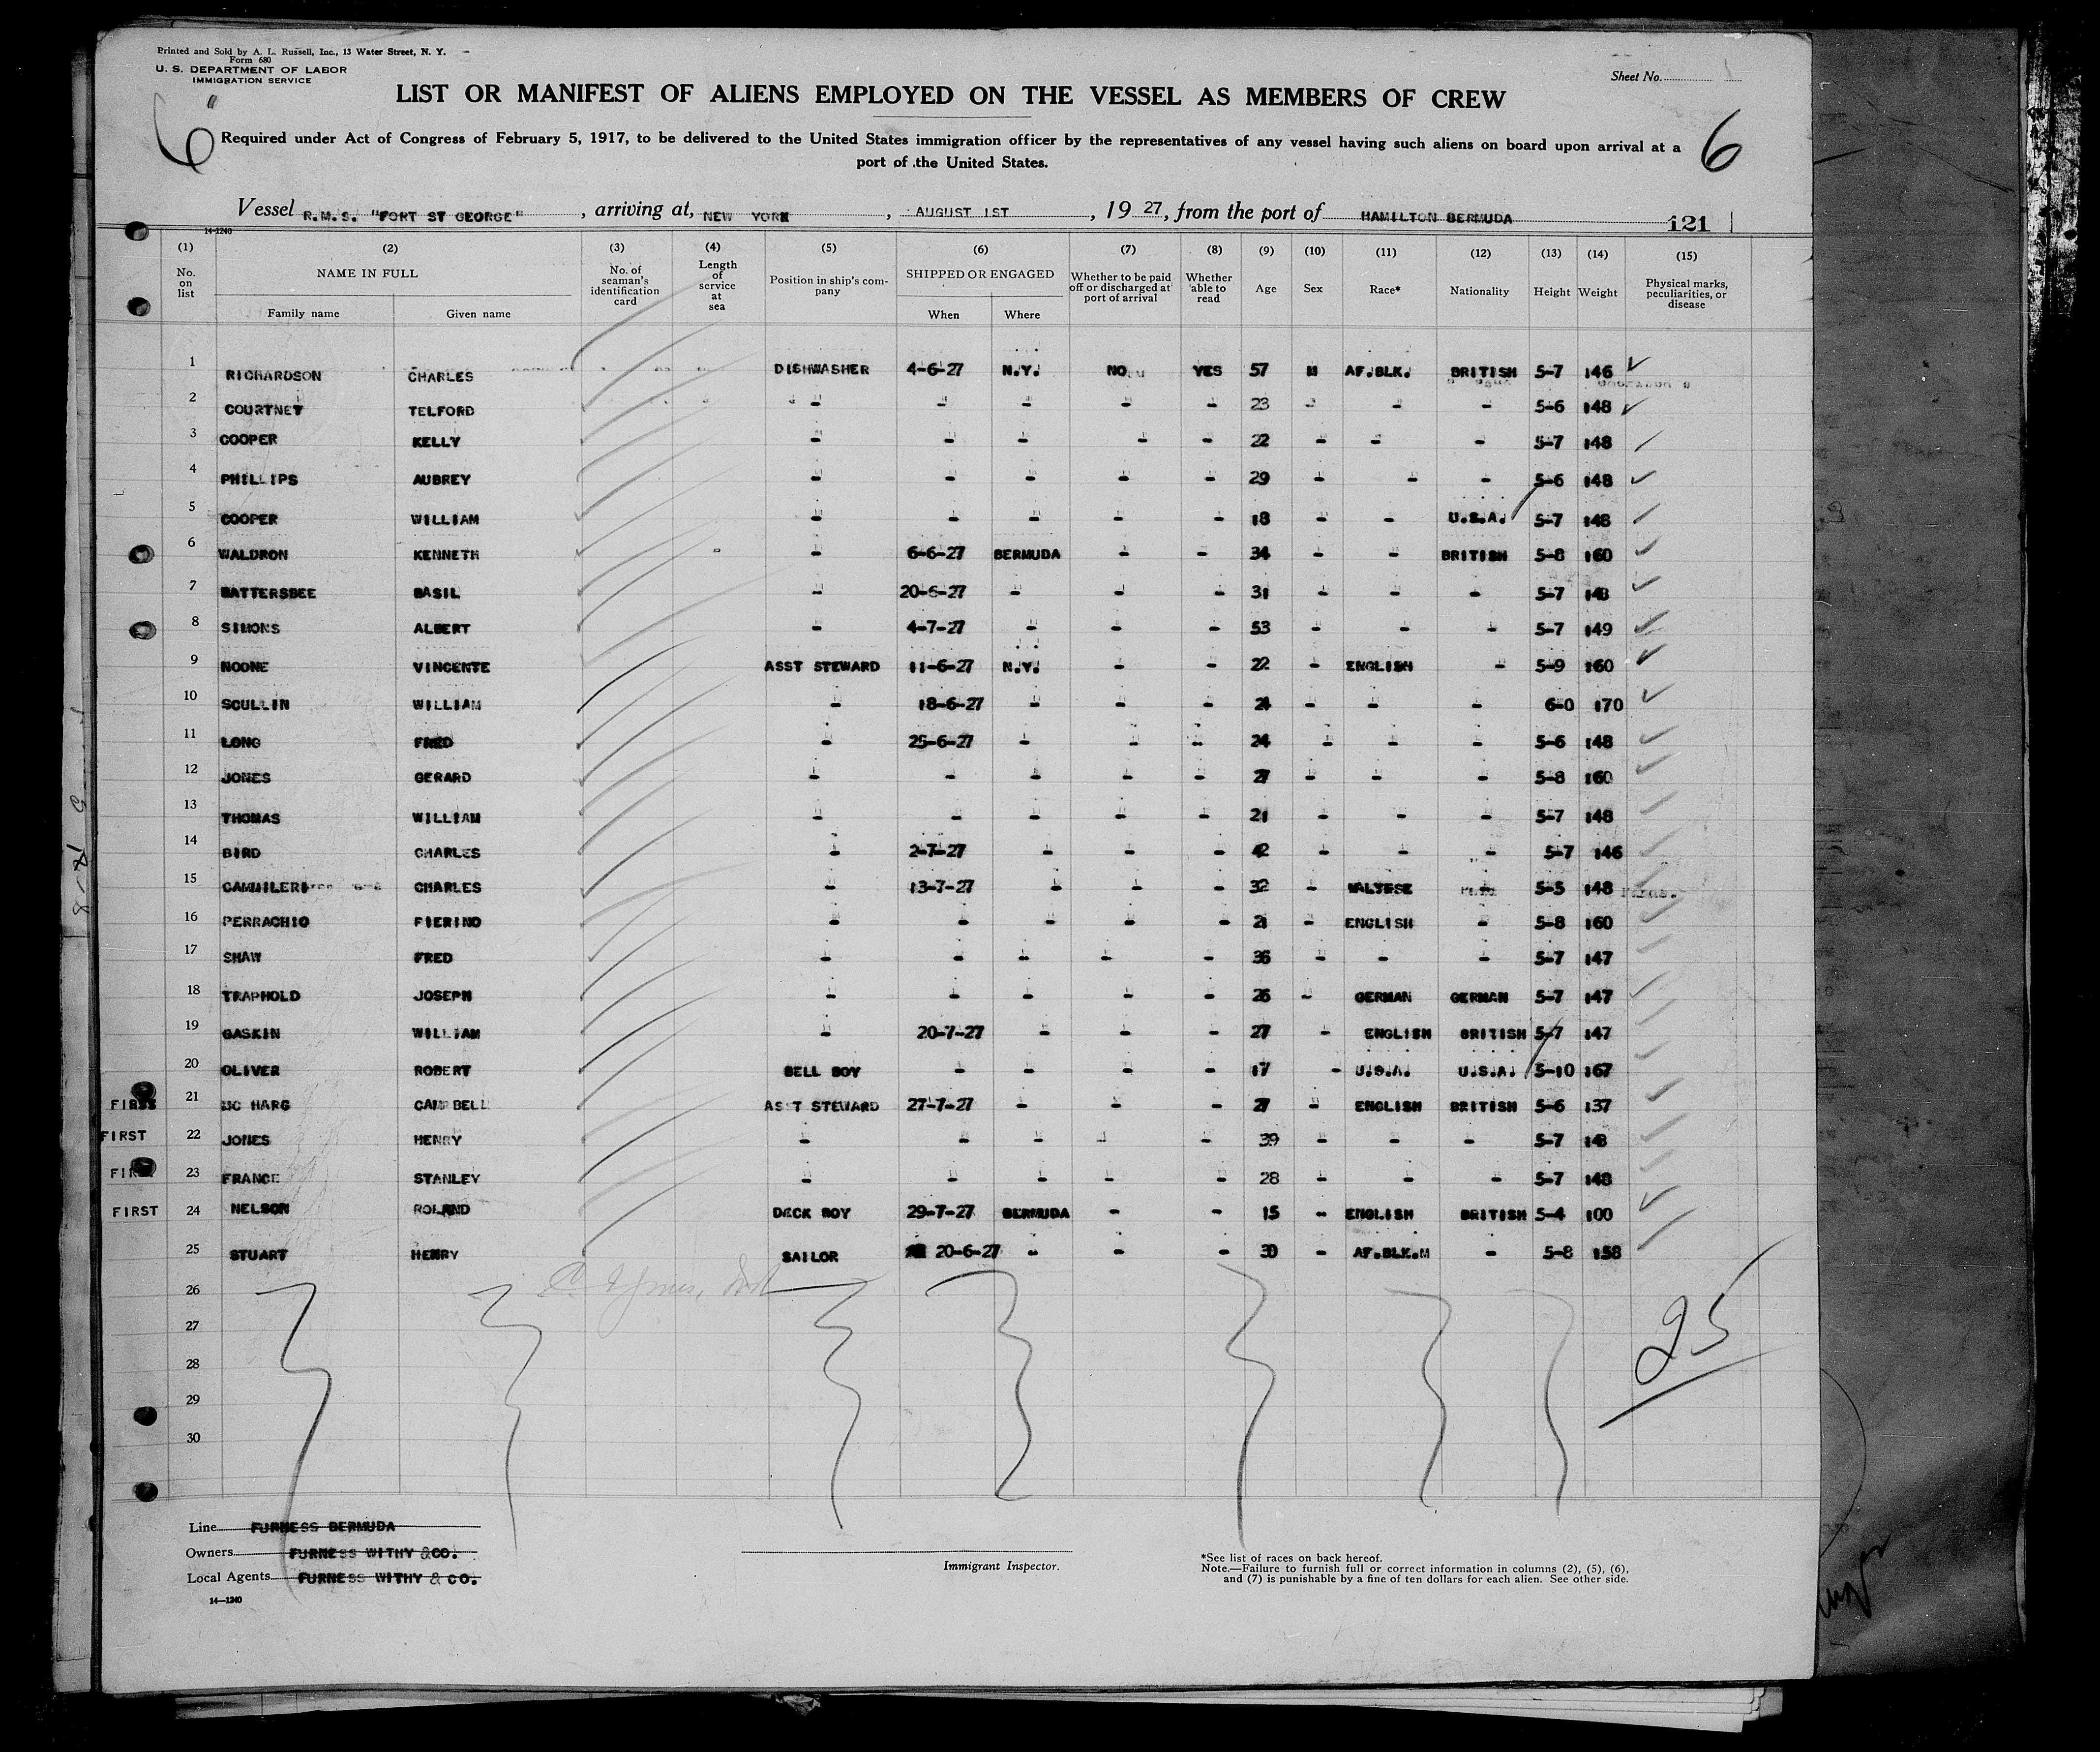 Printed and Sold by A. L. Russell, Inc., 13 Water Street, N. Y.
Form 680
U. S. DEPARTMENT OF LABOR
IMMIGRATION SERVICE
Sheet No.
6
6
LIST OR MANIFEST OF ALIENS EMPLOYED ON THE VESSEL AS MEMBERS OF CREW
Required under Act of Congress of February 5, 1917, to be delivered to the United States immigration officer by the representatives of any vessel having such aliens on board upon arrival at a
port of the United States.
Vessel R.M.S. "FORT ST GEORGE", arriving at, NEW YORK, AUGUST 1ST, 19 27, from the port of HAMILTON BERMUDA 121
14-1240
(1) (2) (3) (4) (5) (6) (7) (8) (9) (10) (11) (12) (13) (14) (15)
No. on list NAME IN FULL Family name Given name No. of seaman's identification card Length of service at sea Position in ship's company SHIPPED OR ENGAGED When Where Whether to be paid off or discharged at port of arrival Whether able to read Age Sex Race* Nationality Height Weight Physical marks, peculiarities, or disease
1 RICHARDSON CHARLES DISHWASHER 4-6-27 N.Y. NO YES 57 M AF.BLK. BRITISH 5-7 146
2 COURTNEY TELFORD -"- -"- -"- -"- -"- 23 -"- -"- -"- 5-6 148
3 COOPER KELLY -"- -"- -"- -"- -"- 22 -"- -"- -"- 5-7 148
4 PHILLIPS AUBREY -"- -"- -"- -"- -"- 29 -"- -"- -"- 5-6 148
5 COOPER WILLIAM -"- -"- -"- -"- -"- 18 -"- -"- U.S.A. 5-7 148
6 WALDRON KENNETH -"- 6-6-27 BERMUDA -"- -"- 34 -"- -"- BRITISH 5-8 160
7 BATTERSBEE BASIL -"- 20-6-27 -"- -"- -"- 31 -"- -"- -"- 5-7 148
8 SIMONS ALBERT -"- 4-7-27 -"- -"- -"- 53 -"- -"- -"- 5-7 149
9 NOONE VINCENTE ASST STEWARD 11-6-27 N.Y. -"- -"- 22 -"- ENGLISH -"- 5-9 160
10 SCULLIN WILLIAM -"- 18-6-27 -"- -"- -"- 24 -"- -"- -"- 6-0 170
11 LONG FRED -"- 25-6-27 -"- -"- -"- 24 -"- -"- -"- 5-6 148
12 JONES GERARD -"- -"- -"- -"- -"- 27 -"- -"- -"- 5-8 160
13 THOMAS WILLIAM -"- -"- -"- -"- -"- 21 -"- -"- -"- 5-7 148
14 BIRD CHARLES -"- 2-7-27 -"- -"- -"- 42 -"- -"- -"- 5-7 146
15 CAMMILERI CHARLES -"- 13-7-27 -"- -"- -"- 32 -"- MALTESE 5-5 148
16 PERRACHIO FIERINO -"- -"- -"- -"- -"- 21 -"- ENGLISH -"- 5-8 160
17 SHAW FRED -"- -"- -"- -"- -"- 36 -"- -"- -"- 5-7 147
18 TRAPHOLD JOSEPH -"- -"- -"- -"- -"- 26 -"- GERMAN GERMAN 5-7 147
19 GASKIN WILLIAM -"- 20-7-27 -"- -"- -"- 27 -"- ENGLISH BRITISH 5-7 147
20 OLIVER ROBERT BELL BOY -"- -"- -"- -"- 17 -"- U.S.A. U.S.A. 5-10 167
FIRST 21 MC HARG CAMPBELL ASST STEWARD 27-7-27 -"- -"- -"- 27 -"- ENGLISH BRITISH 5-6 137
FIRST 22 JONES HENRY -"- -"- -"- -"- -"- 39 -"- -"- -"- 5-7 148
FIRST 23 FRANCE STANLEY -"- -"- -"- -"- -"- 28 -"- -"- -"- 5-7 148
FIRST 24 NELSON ROLAND DECK BOY 29-7-27 BERMUDA -"- -"- 15 -"- ENGLISH BRITISH 5-4 100
25 STUART HENRY SAILOR 20-6-27 -"- -"- -"- 30 -"- AF.BLK.M -"- 5-8 158
26
27
28
29
30
25
Line FURNESS BERMUDA
Owners FURNESS WITHY &CO.
Local Agents FURNESS WITHY & CO.
14—1240
Immigrant Inspector.
*See list of races on back hereof.
Note.—Failure to furnish full or correct information in columns (2), (5), (6),
and (7) is punishable by a fine of ten dollars for each alien. See other side.